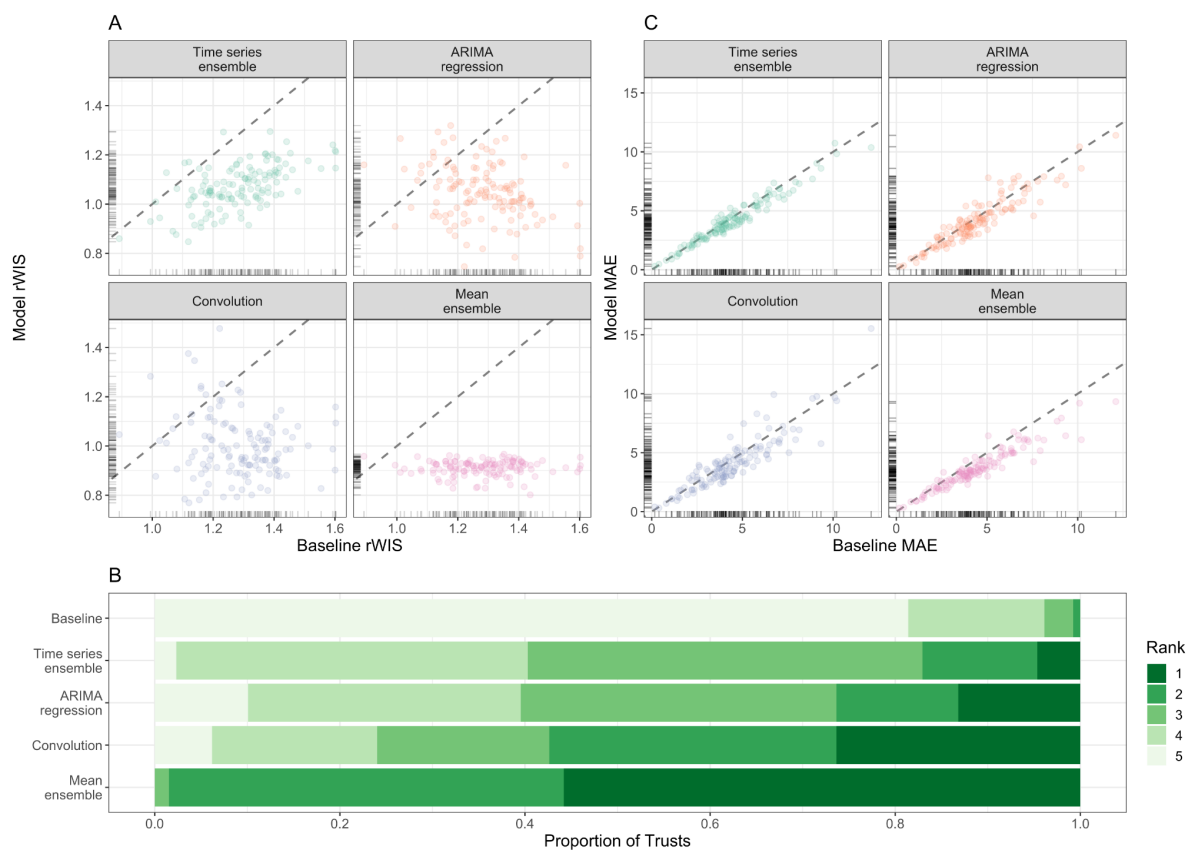 A
Time series
ensemble
ARIMA
regression
Convolution
Mean
ensemble
1.4
1.2
1.0
0.8
1.4
1.2
1.0
0.8
1.0
1.2
1.4
1.6
1.0
1.2
1.4
1.6
Model rWIS
Baseline rWIS
C
Time series
ensemble
ARIMA
regression
Convolution
Mean
ensemble
15
10
5
0
15
10
5
0
0
5
10
0
5
10
Model MAE
Baseline MAE
B
Baseline
Time series
ensemble
ARIMA
regression
Convolution
Mean
ensemble
0.0
0.2
0.4
0.6
0.8
1.0
Proportion of Trusts
Rank
1
2
3
4
5